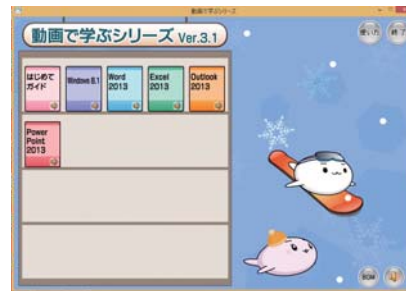 動画で学ぶシリーズ
動画で学ぶシリーズ Ver.3.1
使い方
終了
はじめて
ガイド
Windows 8.1
Word
2013
Excel
2013
Outlook
2013
Power
Point
2013
BGM